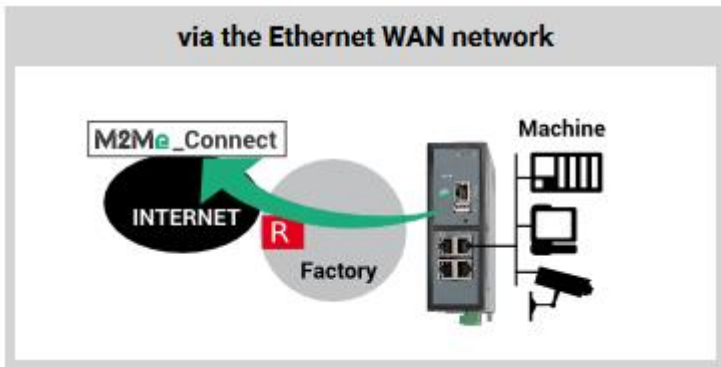 via the Ethernet WAN network
M2Me_Connect
Machine
INTERNET
R
Factory